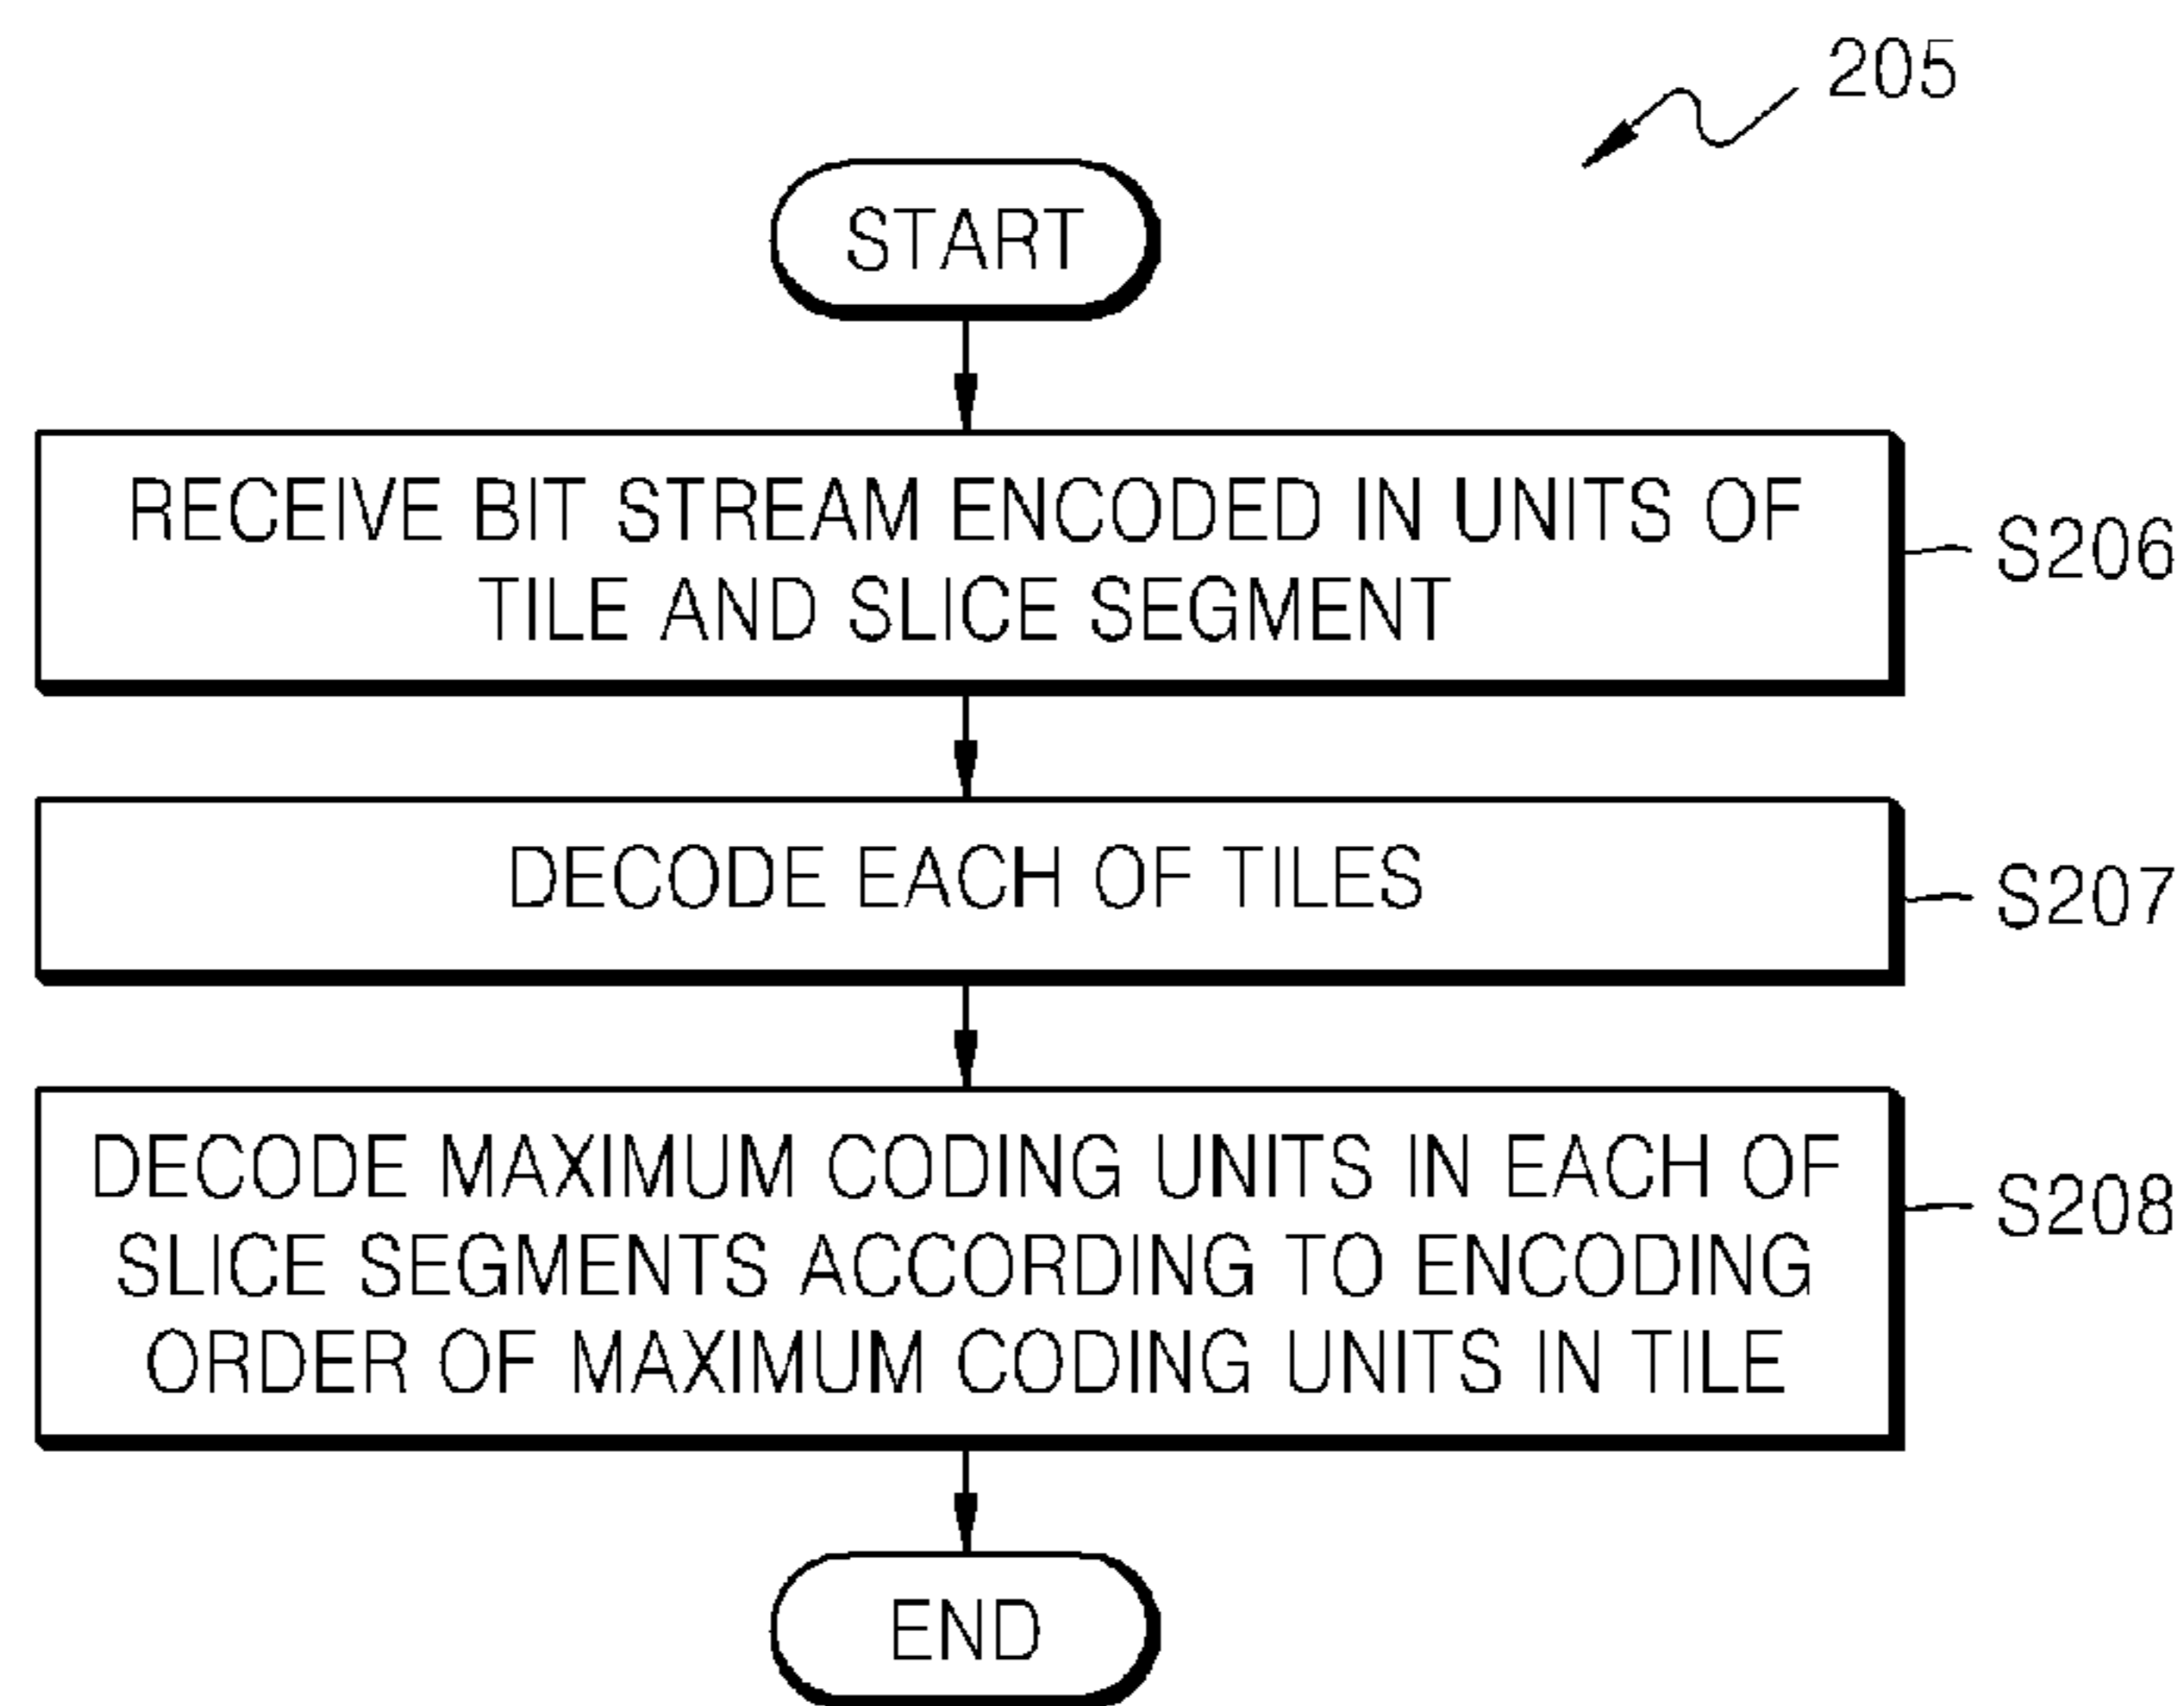 205
START
RECEIVE BIT STREAM ENCODED IN UNITS OF
TILE AND SLICE SEGMENT
S206
DECODE EACH OF TILES
S207
DECODE MAXIMUM CODING UNITS IN EACH OF
SLICE SEGMENTS ACCORDING TO ENCODING
ORDER OF MAXIMUM CODING UNITS IN TILE
S208
END